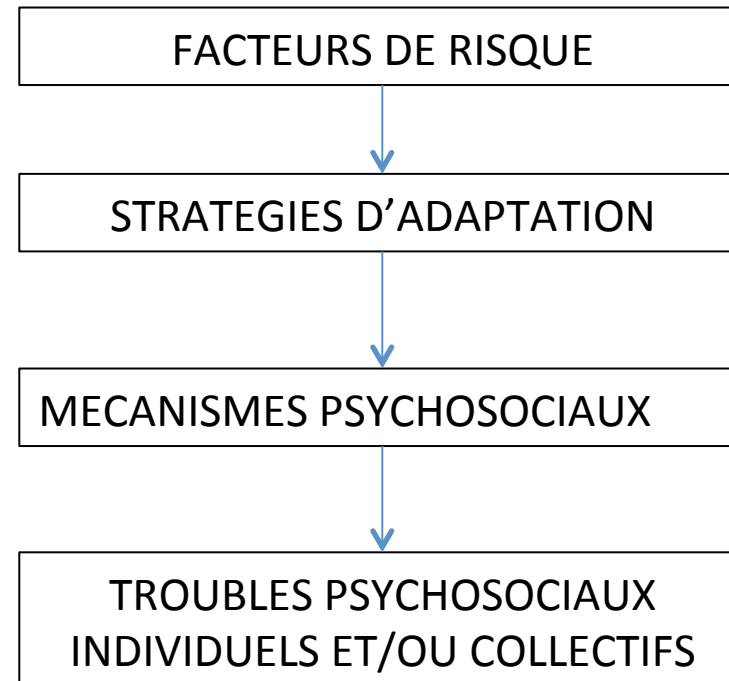 FACTEURS DE RISQUE
STRATEGIES D’ADAPTATION
MECANISMES PSYCHOSOCIAUX
TROUBLES PSYCHOSOCIAUX
INDIVIDUELS ET/OU COLLECTIFS